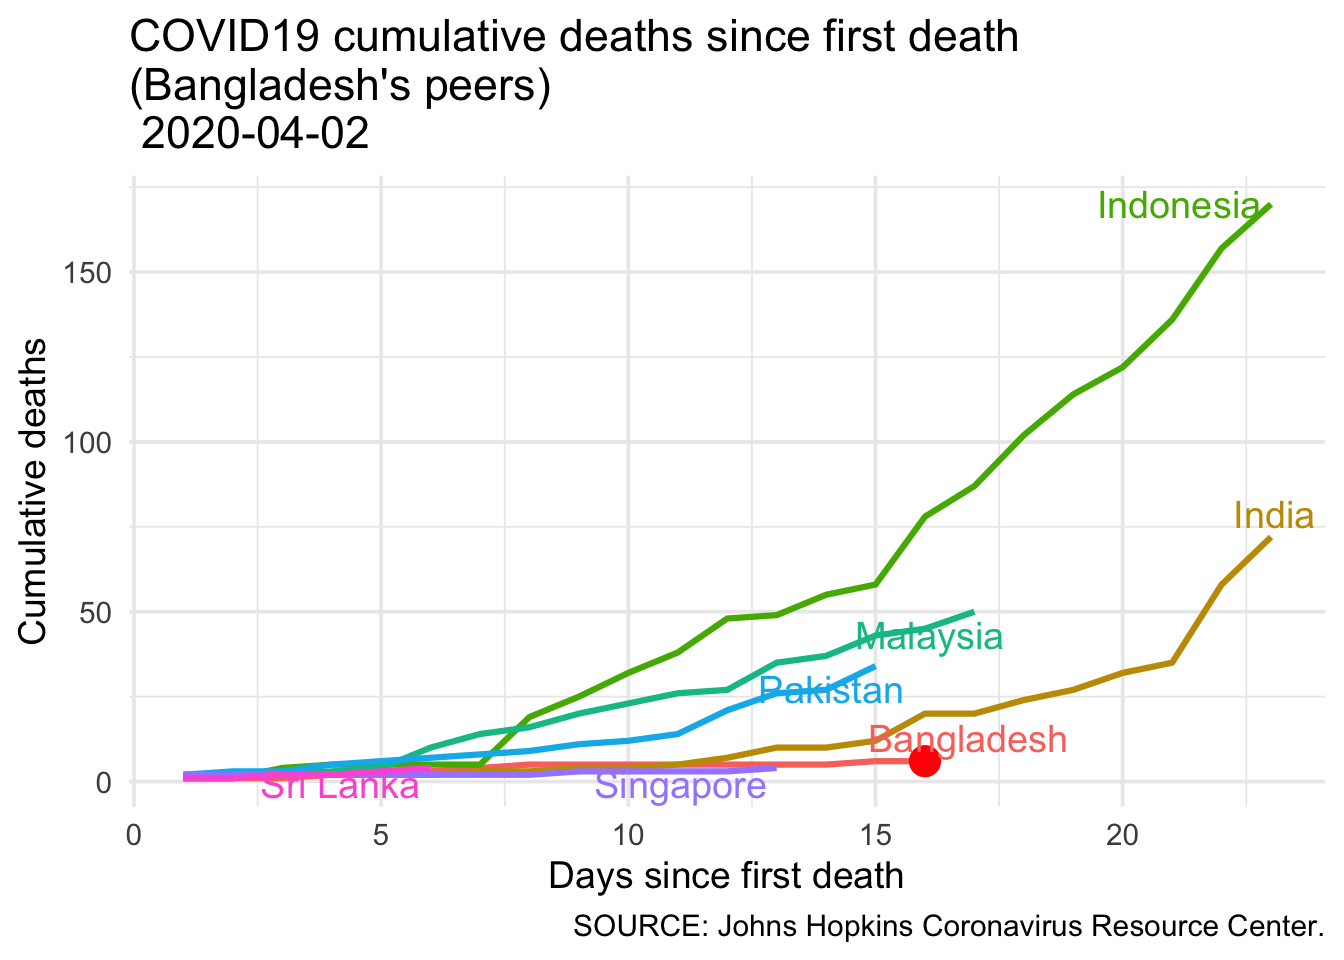 COVID19 cumulative deaths since first death
(Bangladesh's peers)
2020-04-02
Cumulative deaths
150
100
50
0
Indonesia
India
Malaysia
Pakistan
Bangladesh
Sri Lanka
Singapore
0 5 10 15 20
Days since first death
SOURCE: Johns Hopkins Coronavirus Resource Center.